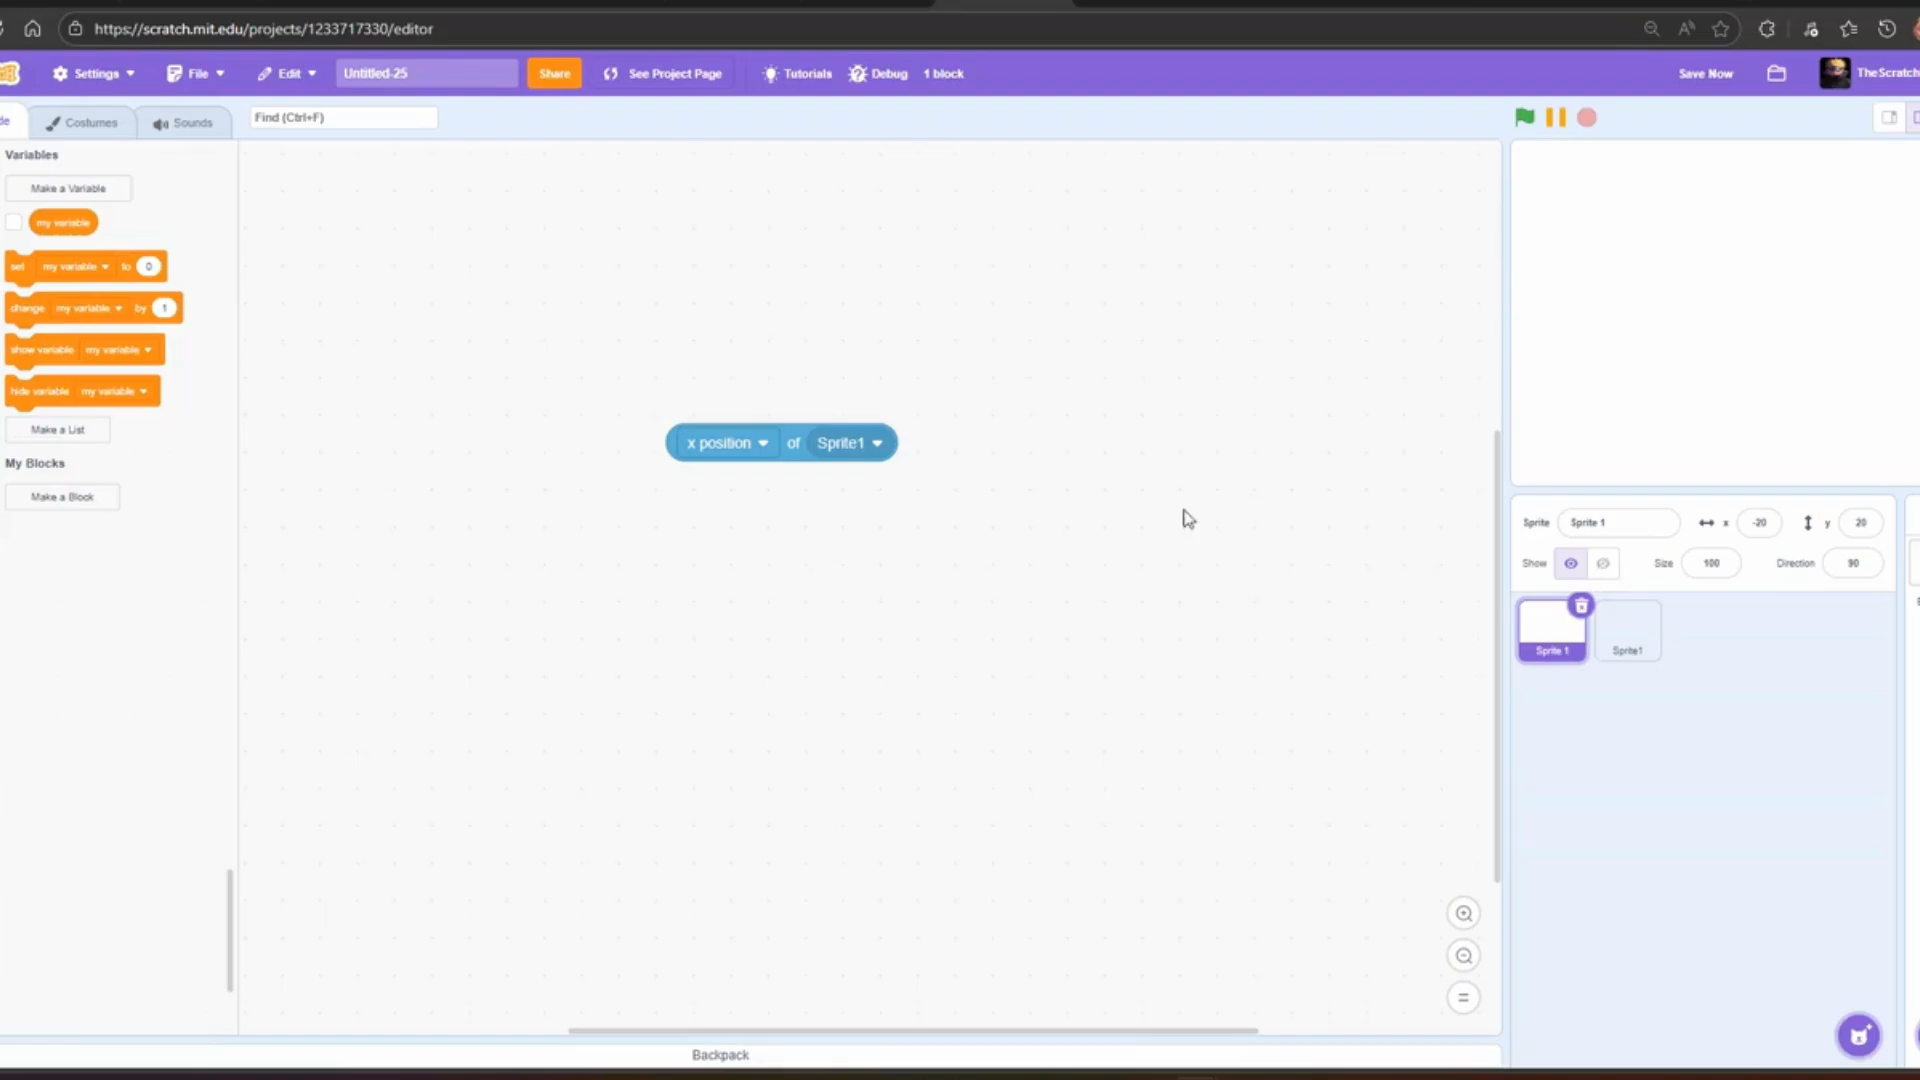 https://scratch.mit.edu/projects/1233717330/editor
Settings File Edit Untitled-25 Share See Project Page Tutorials Debug 1 block Save Now TheScratch
de Costumes Sounds Find (Ctrl+F)
Variables
Make a Variable
my variable
set my variable to 0
change my variable by 1
show variable my variable
hide variable my variable
Make a List
My Blocks
Make a Block
x position of Sprite1
Sprite Sprite 1 x -20 y 20
Show Size 100 Direction 90
Sprite 1 Sprite1
Backpack